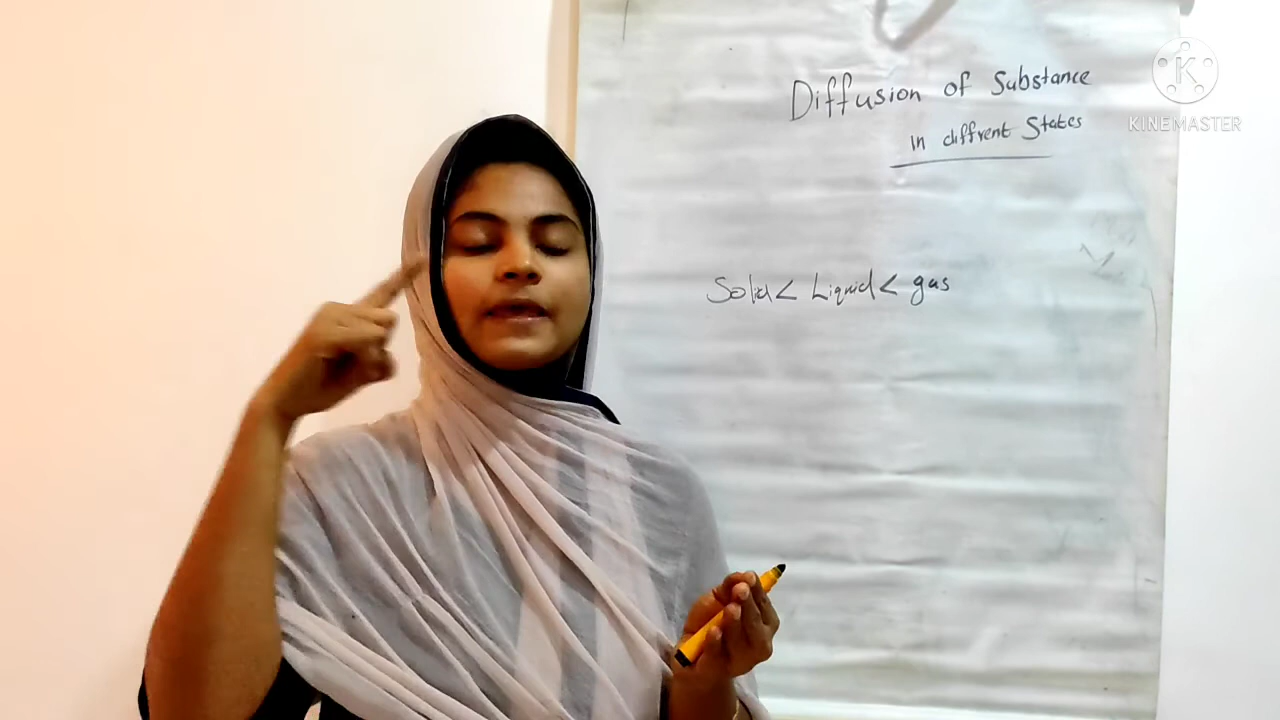 Diffusion of Substance
in diffrent States
Solid < Liquid < gas
KINEMASTER